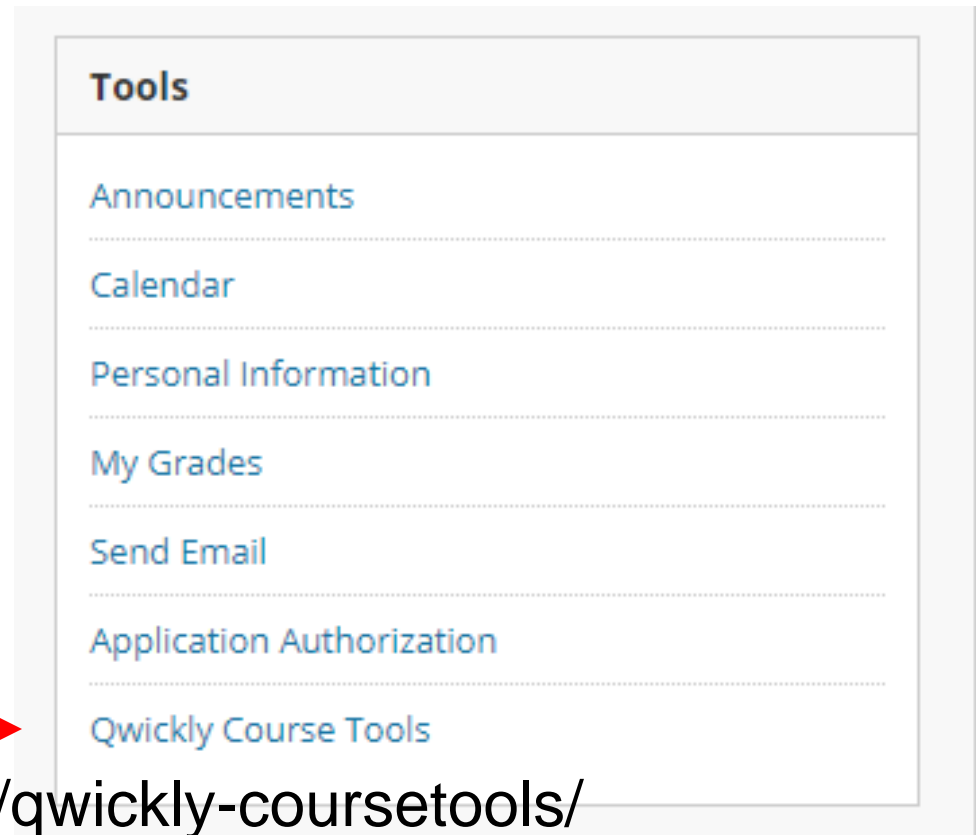 Tools
Announcements
Calendar
Personal Information
My Grades
Send Email
Application Authorization
Qwickly Course Tools
/qwickly-coursetools/